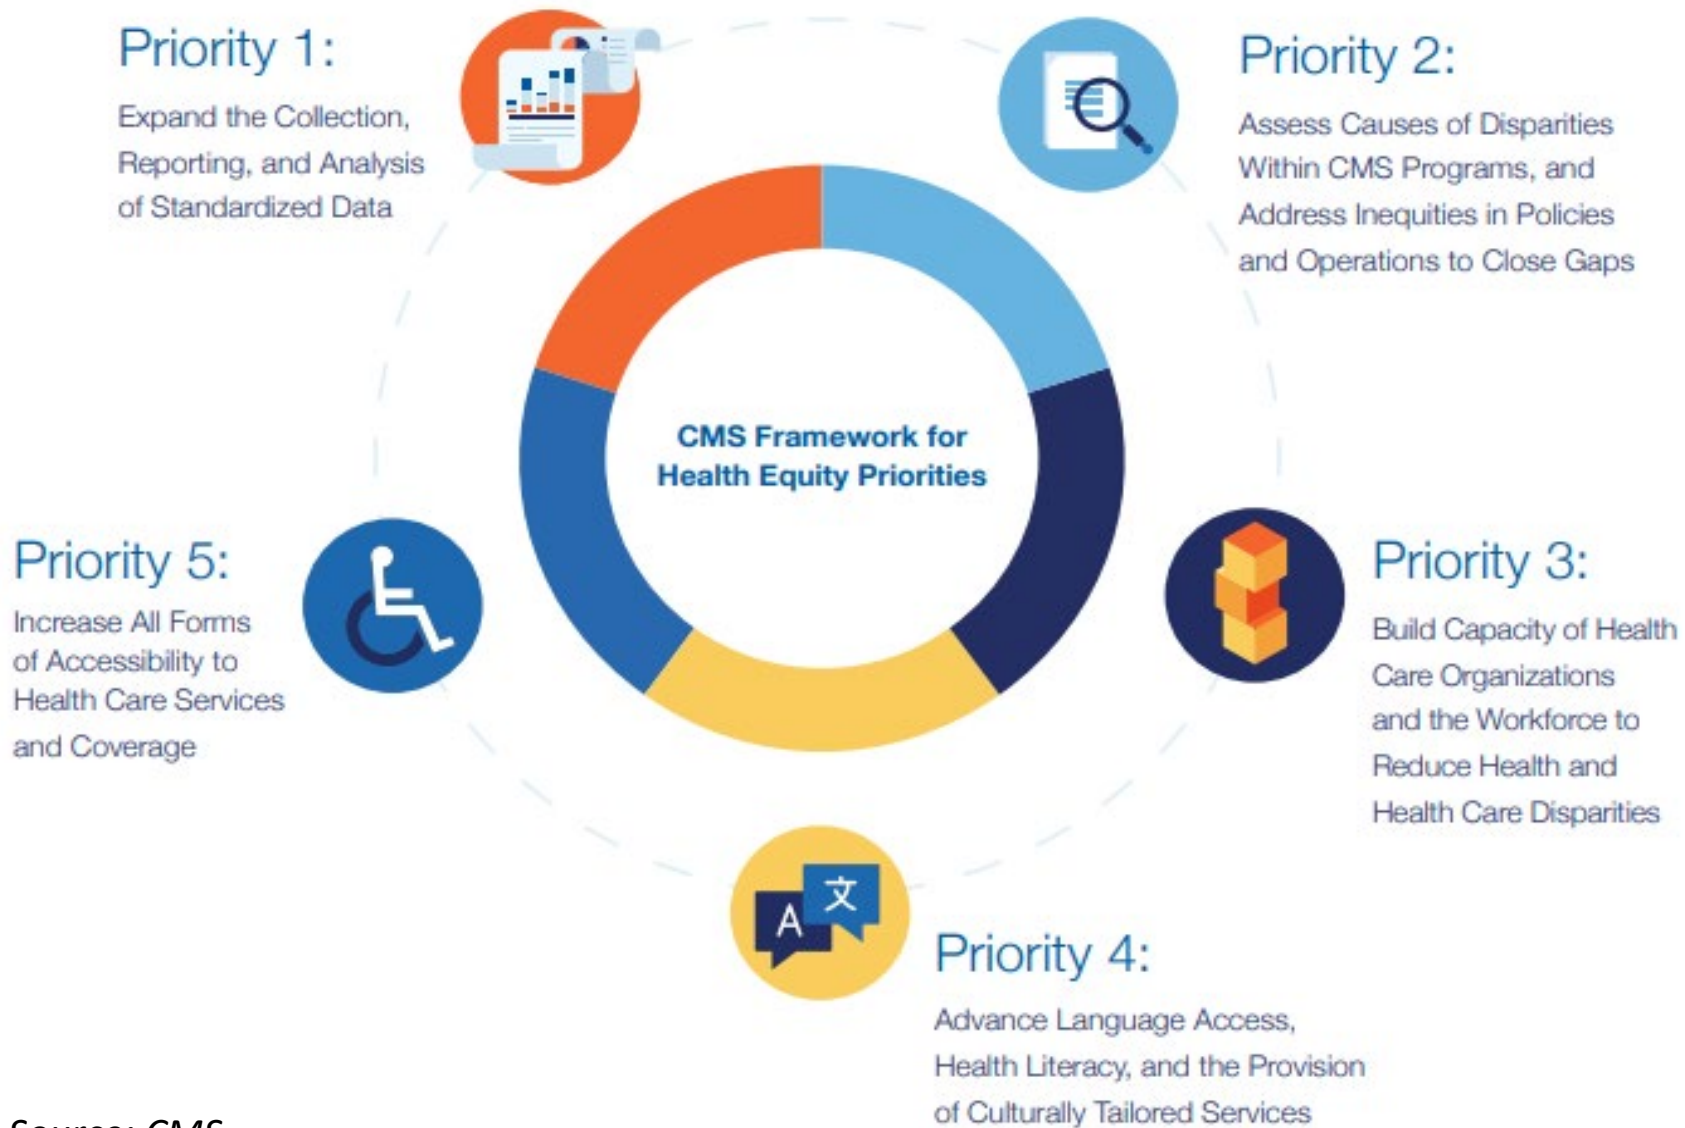 Priority 1:
Expand the Collection,
Reporting, and Analysis
of Standardized Data
Priority 2:
Assess Causes of Disparities
Within CMS Programs, and
Address Inequities in Policies
and Operations to Close Gaps
CMS Framework for
Health Equity Priorities
Priority 3:
Build Capacity of Health
Care Organizations
and the Workforce to
Reduce Health and
Health Care Disparities
Priority 4:
Advance Language Access,
Health Literacy, and the Provision
of Culturally Tailored Services
A
文
Priority 5:
Increase All Forms
of Accessibility to
Health Care Services
and Coverage
Source: CMS